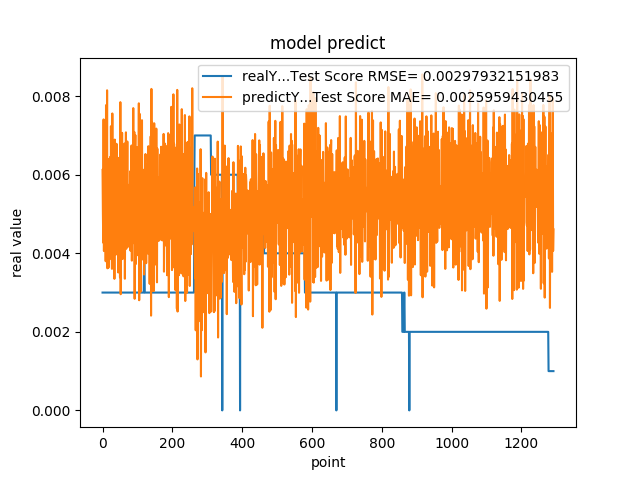 model predict
realY...Test Score RMSE= 0.00297932151983
predictY...Test Score MAE= 0.0025959430455
0.008
0.006
0.004
0.002
0.000
real value
0 200 400 600 800 1000 1200
point